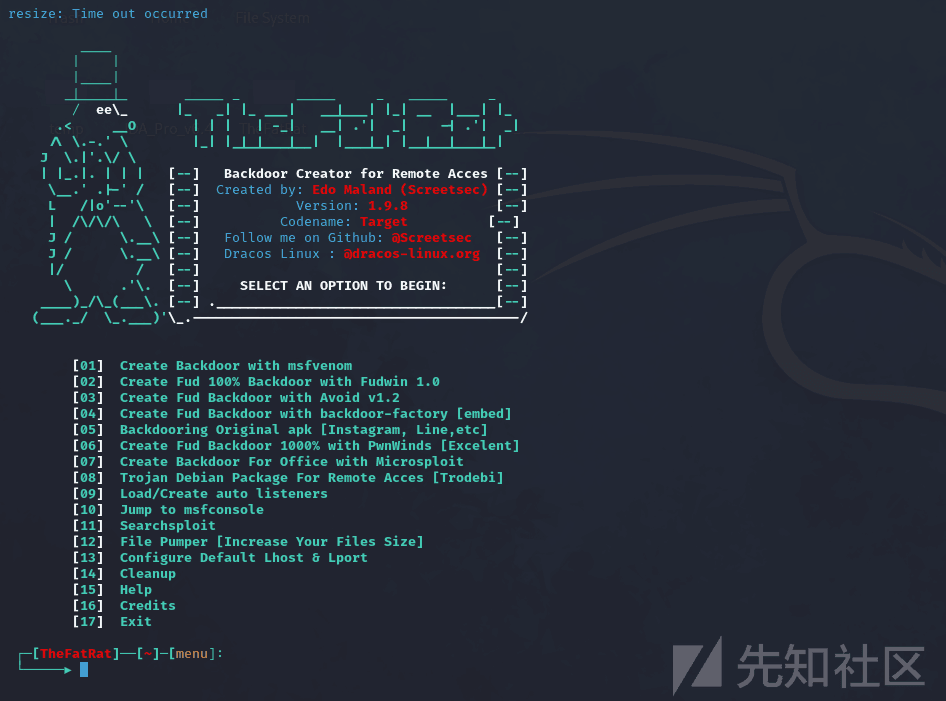 resize: Time out occurred
File System
[--] Backdoor Creator for Remote Acces [--]
[--] Created by: Edo Maland (Screetsec) [--]
[--] Version: 1.9.8 [--]
[--] Codename: Target [--]
[--] Follow me on Github: @Screetsec [--]
[--] Dracos Linux : @dracos-linux.org [--]
[--] [--]
[--] SELECT AN OPTION TO BEGIN: [--]
[--] .___________________________________[--]
[01] Create Backdoor with msfvenom
[02] Create Fud 100% Backdoor with Fudwin 1.0
[03] Create Fud Backdoor with Avoid v1.2
[04] Create Fud Backdoor with backdoor-factory [embed]
[05] Backdooring Original apk [Instagram, Line,etc]
[06] Create Fud Backdoor 1000% with PwnWinds [Excelent]
[07] Create Backdoor For Office with Microsploit
[08] Trojan Debian Package For Remote Acces [Trodebi]
[09] Load/Create auto listeners
[10] Jump to msfconsole
[11] Searchsploit
[12] File Pumper [Increase Your Files Size]
[13] Configure Default Lhost & Lport
[14] Cleanup
[15] Help
[16] Credits
[17] Exit
[TheFatRat]──[~]─[menu]:
先知社区